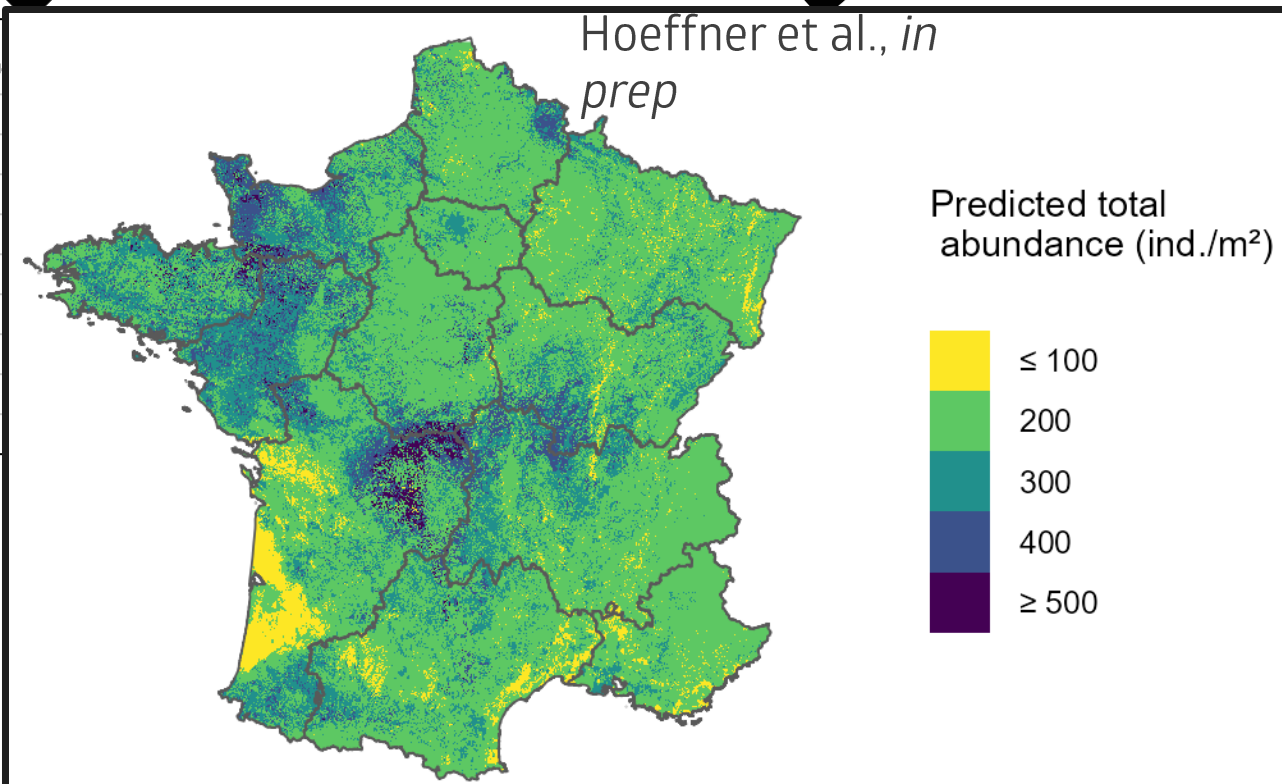 Hoeffner et al., in
prep
Predicted total
abundance (ind./m²)
≤ 100
200
300
400
≥ 500